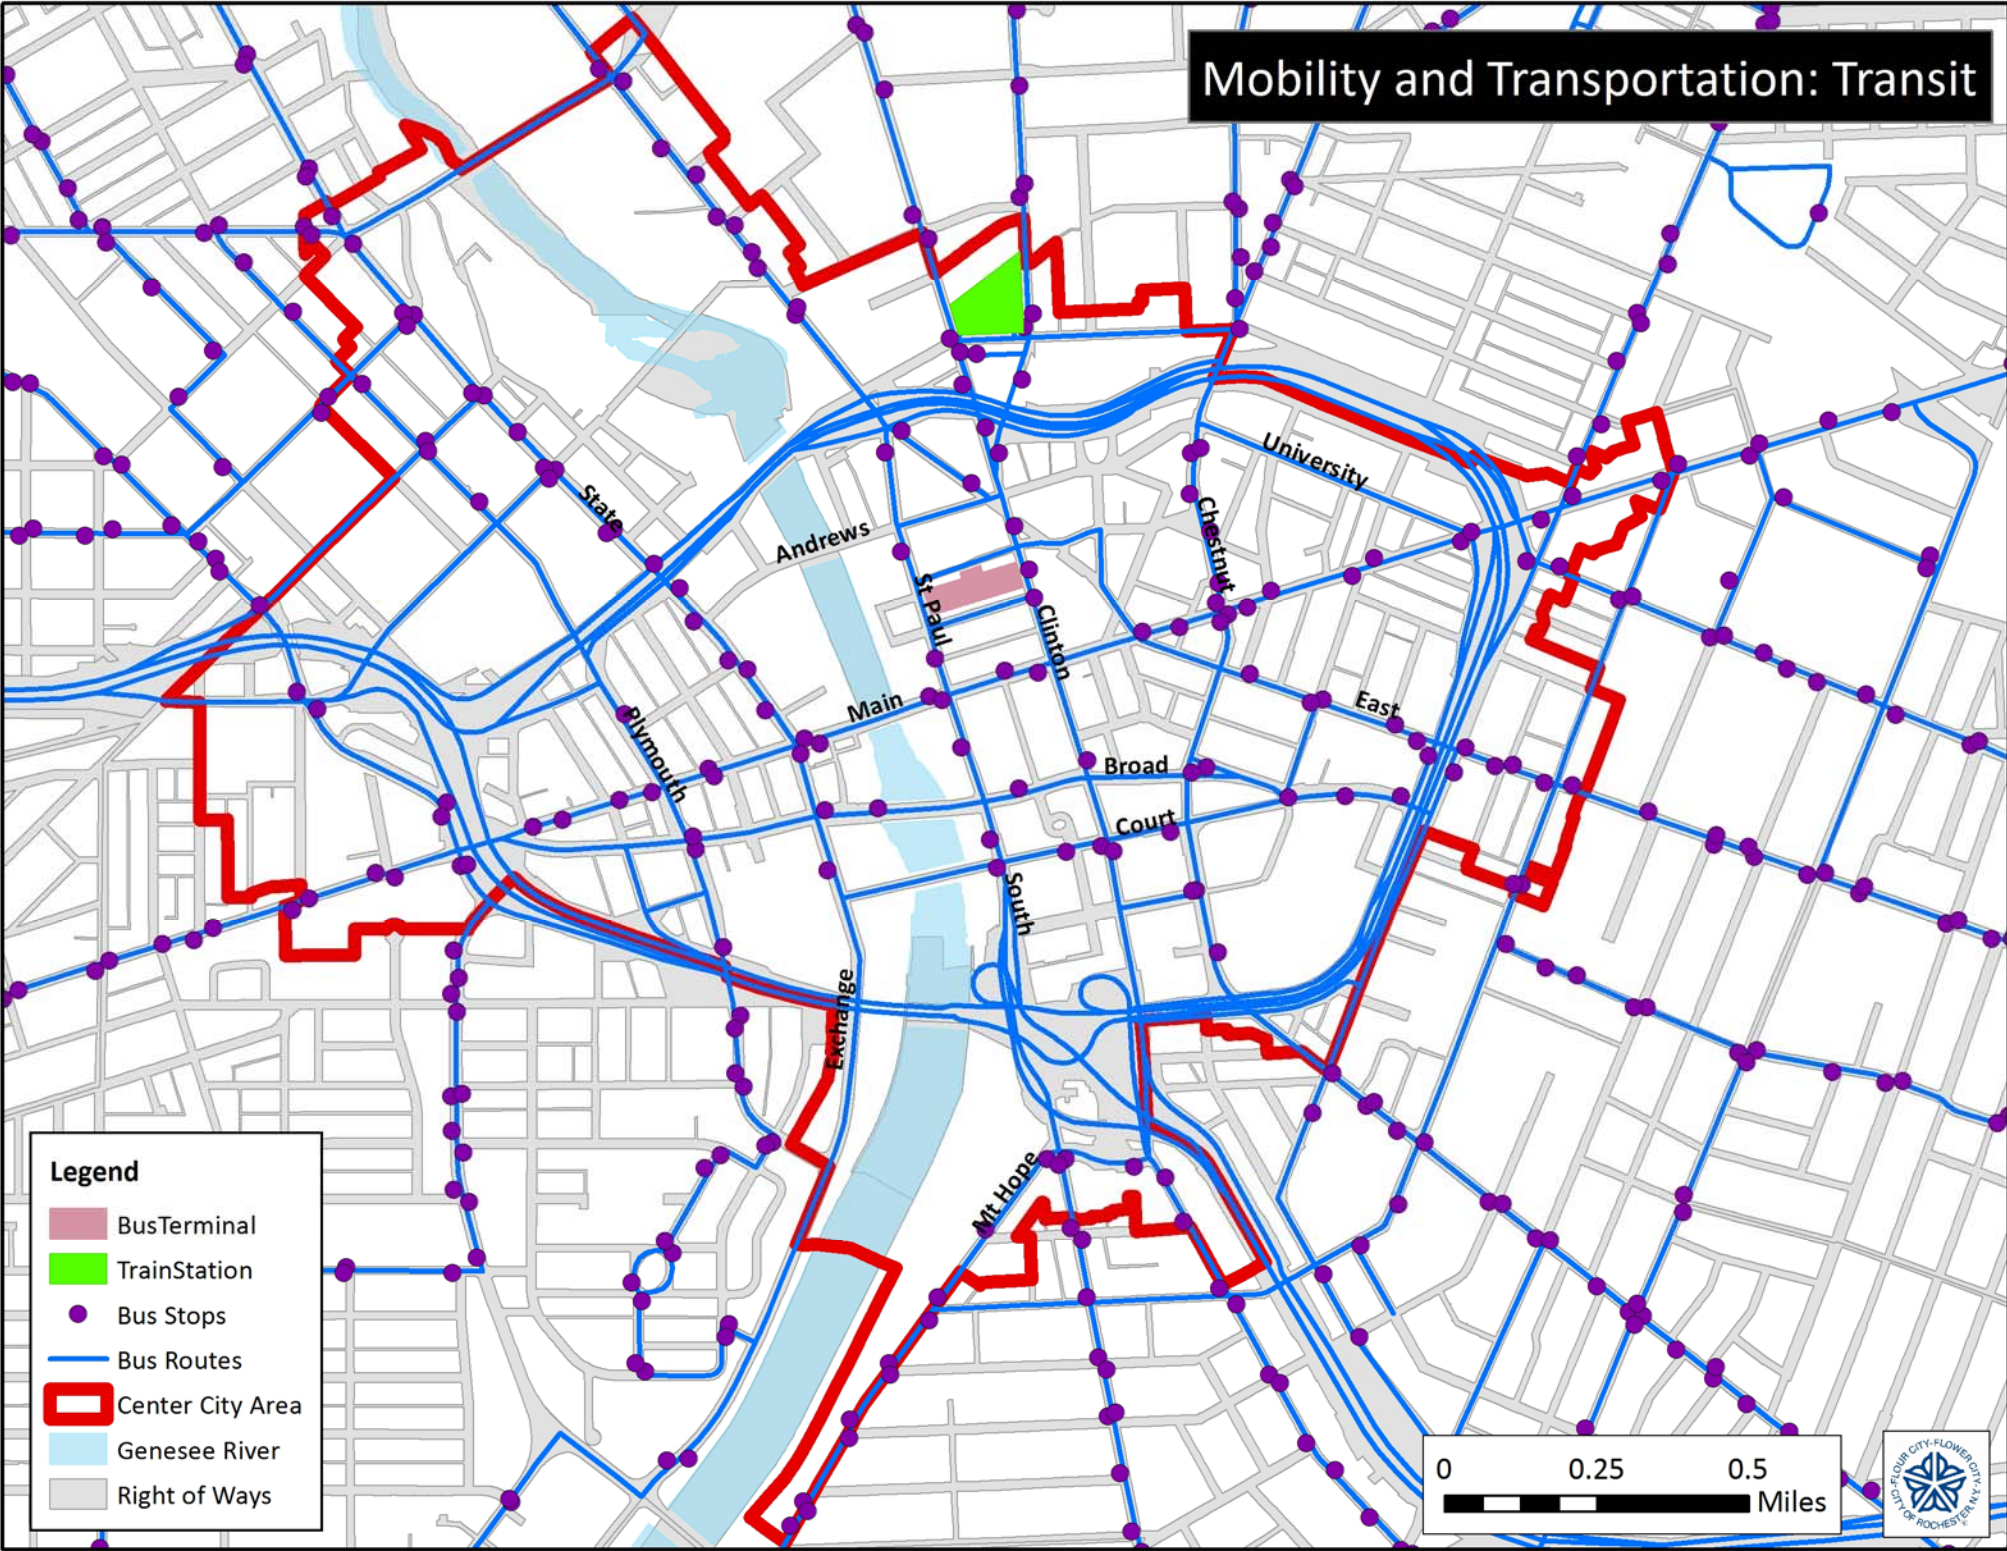 Mobility and Transportation: Transit
University
State
Chestnut
Andrews
St Paul
Clinton
Main
East
Plymouth
Broad
Court
South
Exchange
Mt Hope
Legend
BusTerminal
TrainStation
Bus Stops
Bus Routes
Center City Area
Genesee River
Right of Ways
0 0.25 0.5
Miles
FLOUR CITY-FLOWER CITY
CITY OF ROCHESTER, N.Y.